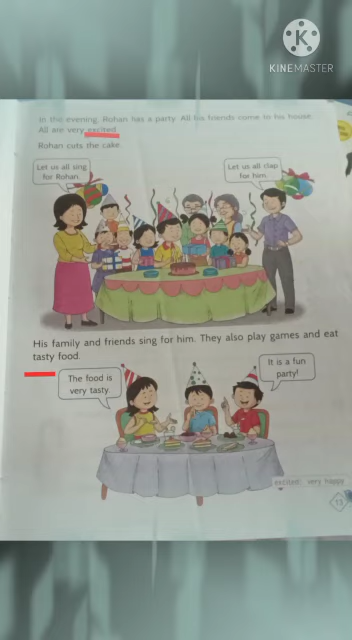 KINEMASTER
In the evening, Rohan has a party. All his friends come to his house.
All are very excited.
Rohan cuts the cake.
Let us all sing
for Rohan.
Let us all clap
for him.
His family and friends sing for him. They also play games and eat
tasty food.
The food is
very tasty.
It is a fun
party!
excited: very happy
13